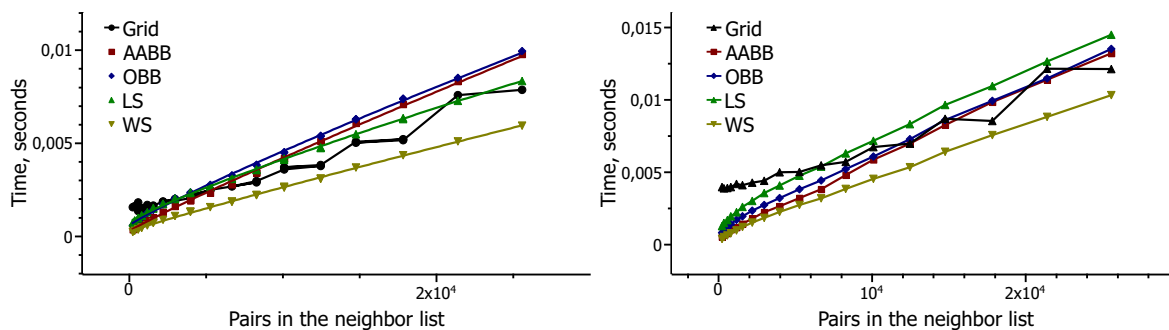 Grid
AABB
OBB
LS
WS
0,01
0,005
0
Time, seconds
0
2x10⁴
Pairs in the neighbor list
Grid
AABB
OBB
LS
WS
0,015
0,01
0,005
0
Time, seconds
0
10⁴
2x10⁴
Pairs in the neighbor list